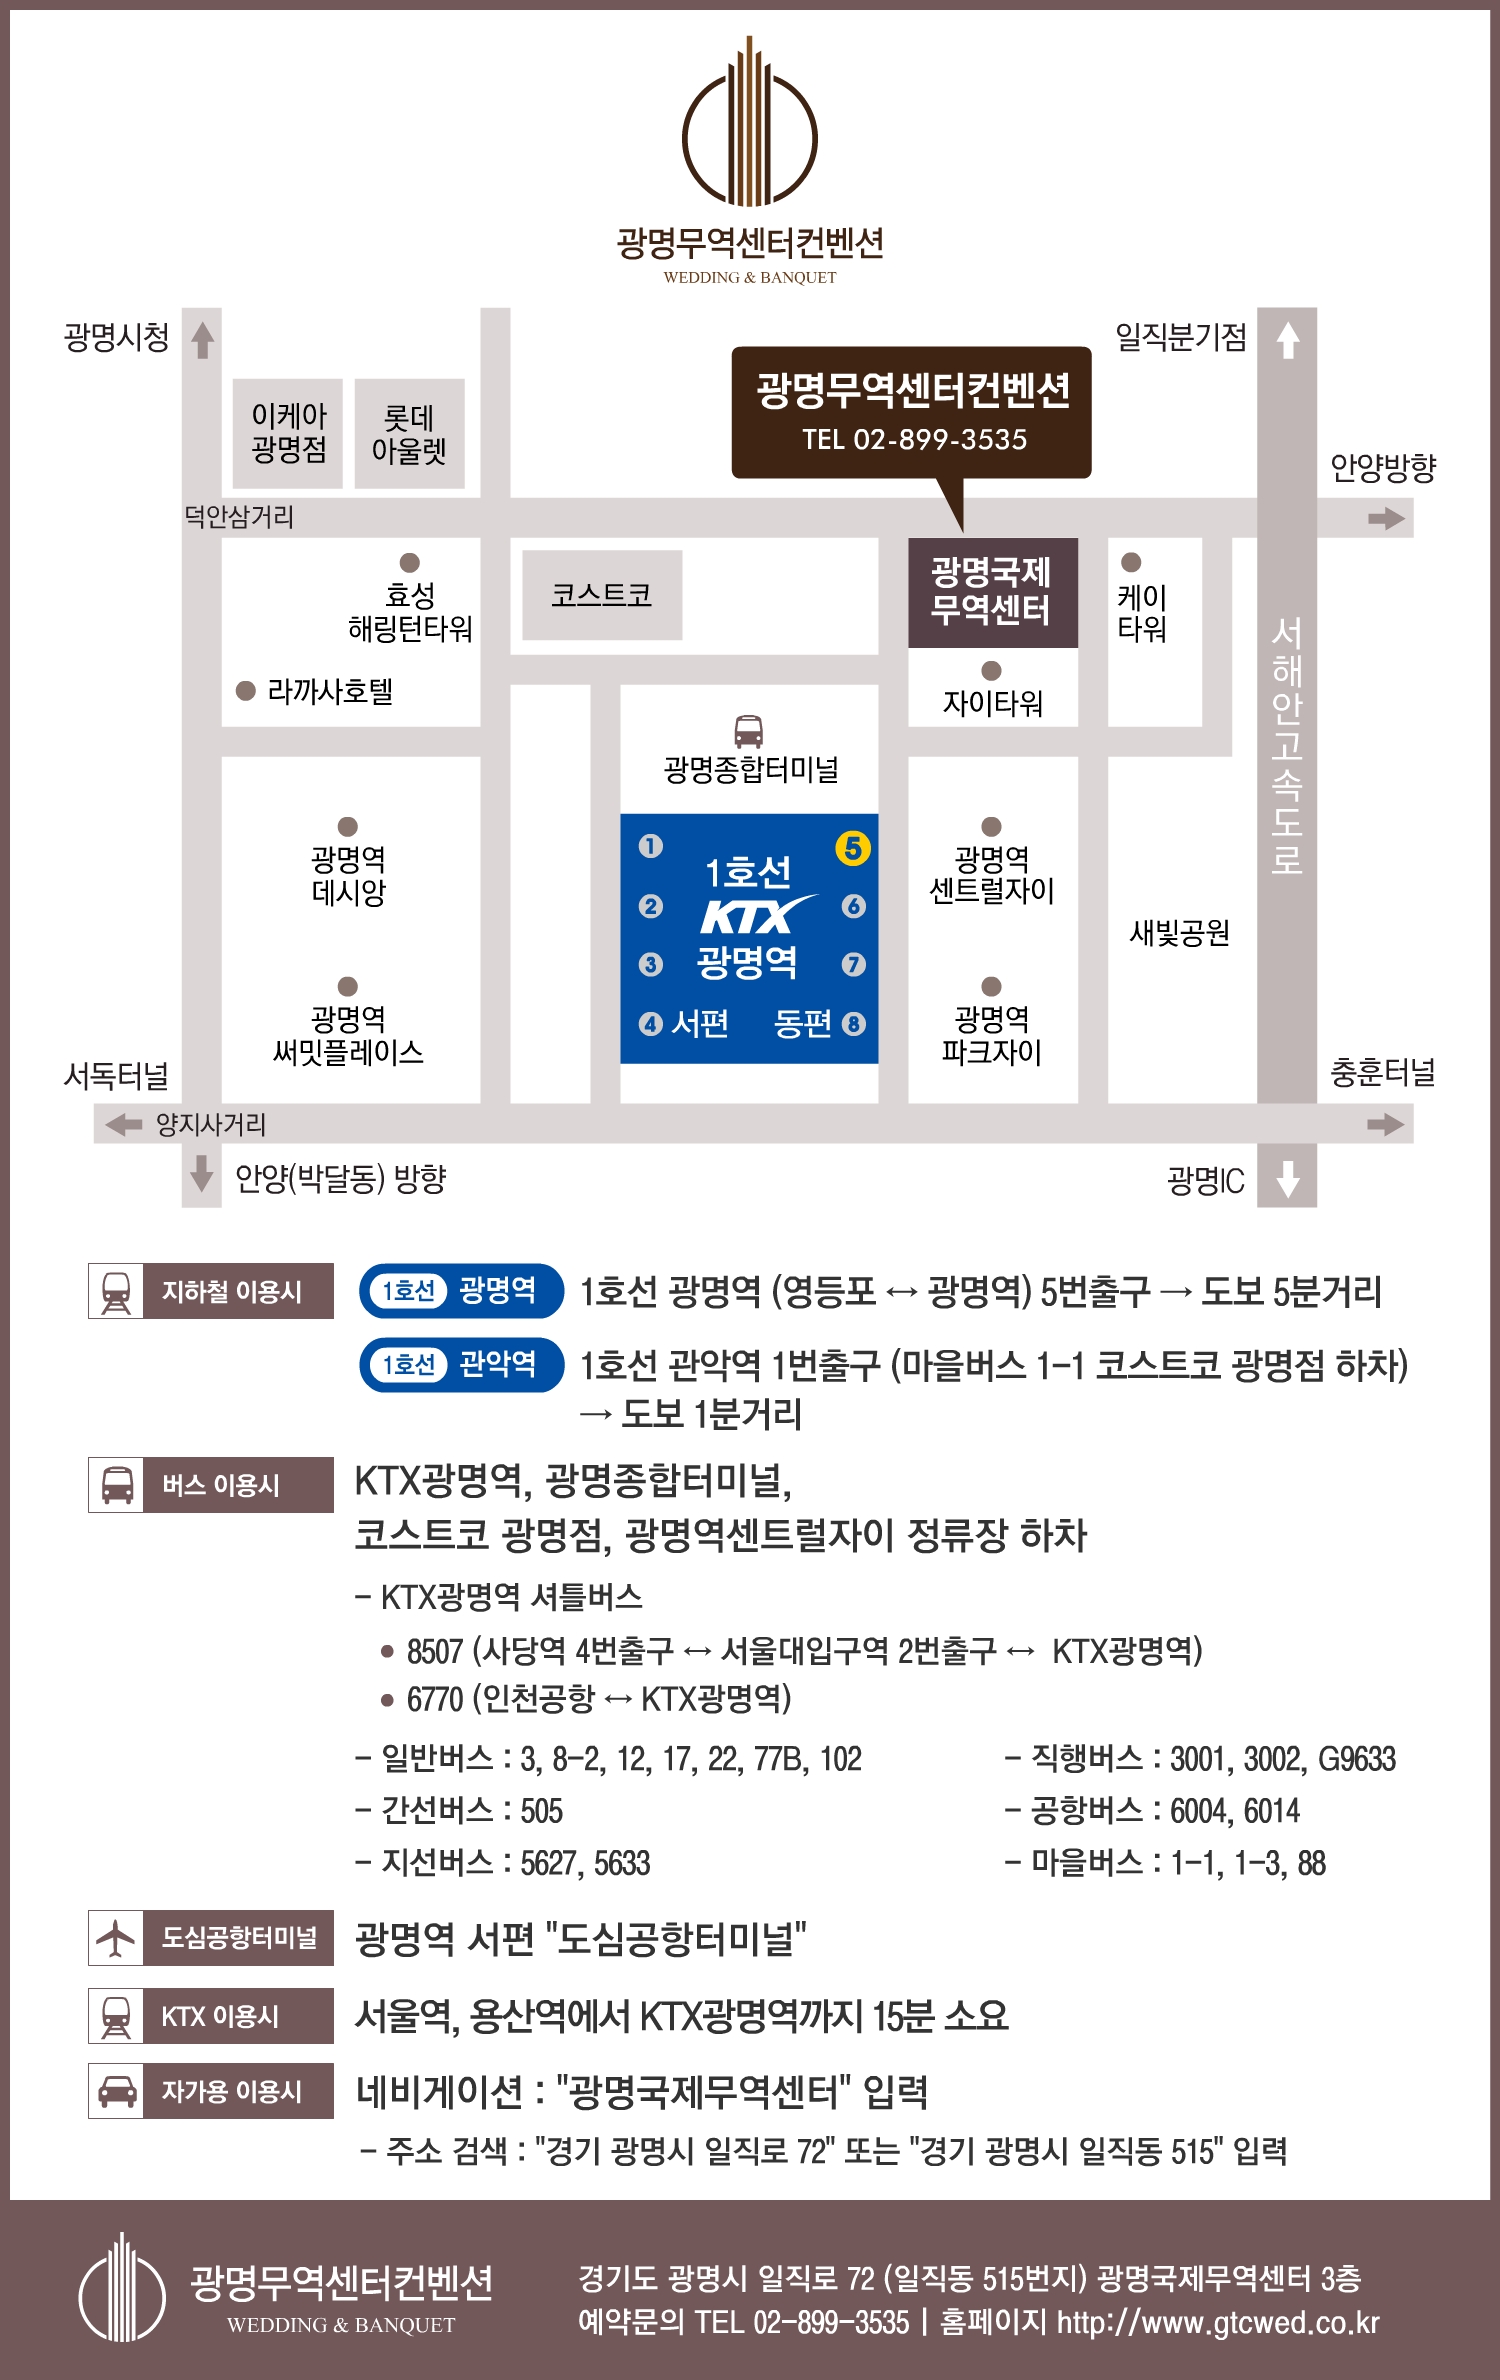 광명무역센터컨벤션
WEDDING & BANQUET
광명시청
일직분기점
이케아
광명점
롯데
아울렛
광명무역센터컨벤션
TEL 02-899-3535
안양방향
덕안삼거리
효성
해링턴타워
코스트코
광명국제
무역센터
케이
타워
라까사호텔
자이타워
서해안고속도로
광명종합터미널
광명역
데시앙
1
2
3
4
1호선
KTX
광명역
서편
동편
5
6
7
8
광명역
센트럴자이
새빛공원
광명역
써밋플레이스
광명역
파크자이
서독터널
충훈터널
양지사거리
안양(박달동) 방향
광명IC
지하철 이용시
1호선 광명역
1호선 광명역 (영등포 ↔ 광명역) 5번출구 → 도보 5분거리
1호선 관악역
1호선 관악역 1번출구 (마을버스 1-1 코스트코 광명점 하차)
→ 도보 1분거리
버스 이용시
KTX광명역, 광명종합터미널,
코스트코 광명점, 광명역센트럴자이 정류장 하차
- KTX광명역 셔틀버스
• 8507 (사당역 4번출구 ↔ 서울대입구역 2번출구 ↔ KTX광명역)
• 6770 (인천공항 ↔ KTX광명역)
- 일반버스 : 3, 8-2, 12, 17, 22, 77B, 102
- 직행버스 : 3001, 3002, G9633
- 간선버스 : 505
- 공항버스 : 6004, 6014
- 지선버스 : 5627, 5633
- 마을버스 : 1-1, 1-3, 88
도심공항터미널
광명역 서편 "도심공항터미널"
KTX 이용시
서울역, 용산역에서 KTX광명역까지 15분 소요
자가용 이용시
네비게이션 : "광명국제무역센터" 입력
- 주소 검색 : "경기 광명시 일직로 72" 또는 "경기 광명시 일직동 515" 입력
광명무역센터컨벤션
WEDDING & BANQUET
경기도 광명시 일직로 72 (일직동 515번지) 광명국제무역센터 3층
예약문의 TEL 02-899-3535 | 홈페이지 http://www.gtcwed.co.kr